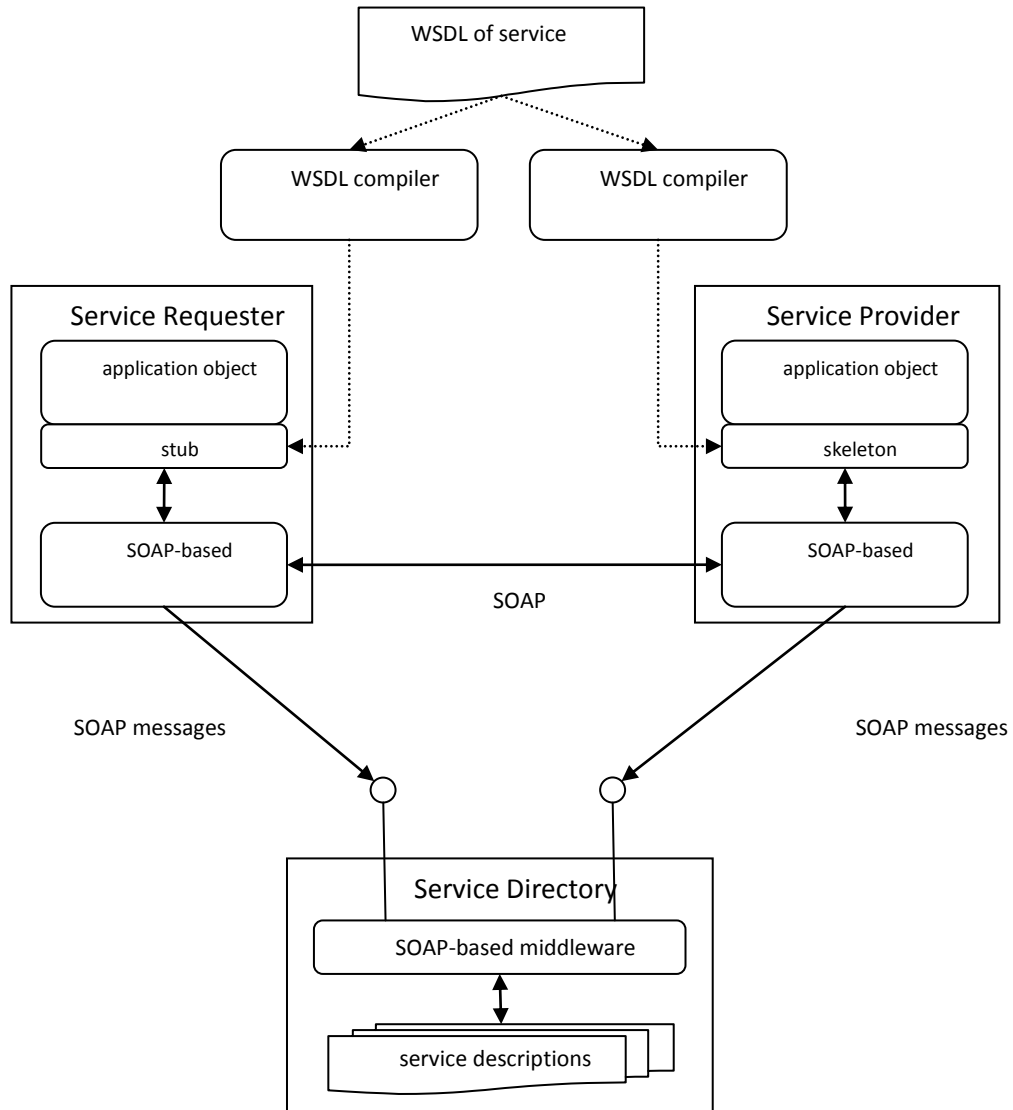 WSDL of service
WSDL compiler
WSDL compiler
Service Requester
Service Provider
application object
application object
stub
skeleton
SOAP-based
SOAP-based
SOAP
SOAP messages
SOAP messages
Service Directory
SOAP-based middleware
service descriptions